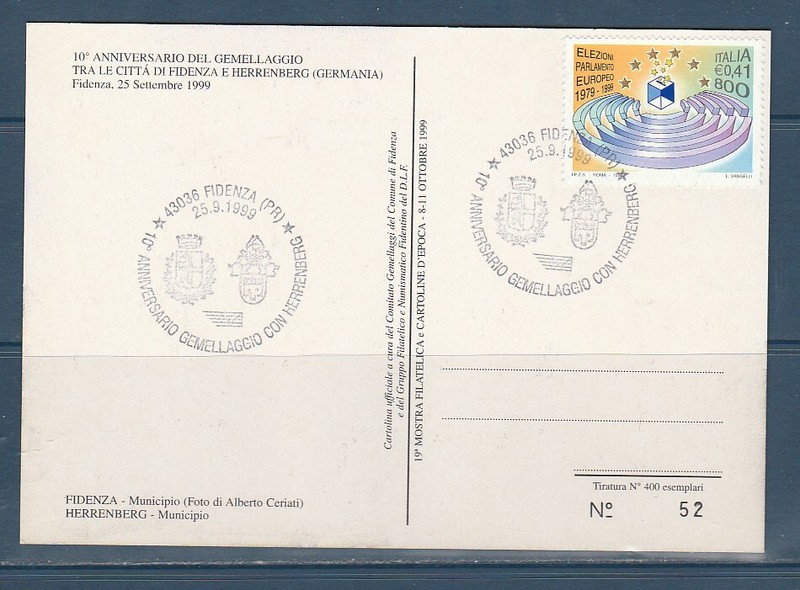 10° ANNIVERSARIO DEL GEMELLAGGIO
TRA LE CITTÁ DI FIDENZA E HERRENBERG (GERMANIA)
Fidenza, 25 Settembre 1999
43036 FIDENZA (PR)
25.9.1999
10° ANNIVERSARIO GEMELLAGGIO CON HERRENBERG
FIDENZA - Municipio (Foto di Alberto Ceriati)
HERRENBERG - Municipio
Cartolina ufficiale a cura del Comitato Gemellaggi del Comune di Fidenza
e del Gruppo Filatelico e Numismatico Fidentino del D.L.F.
19ª MOSTRA FILATELICA e CARTOLINE D'EPOCA - 8-11 OTTOBRE 1999
ELEZIONI
PARLAMENTO
EUROPEO
1979 - 1999
ITALIA
€0,41
800
I.P.Z.S. ROMA
L. VANGELLI
43036 FIDENZA (PR)
25.9.1999
10° ANNIVERSARIO GEMELLAGGIO CON HERRENBERG
Tiratura N° 400 esemplari
Nº 52